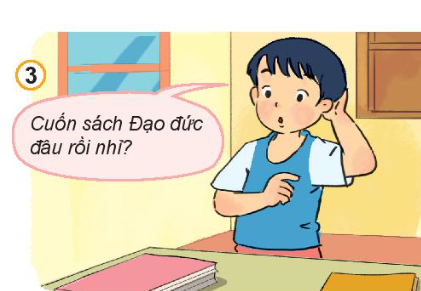 3
Cuốn sách Đạo đức
đâu rồi nhỉ?